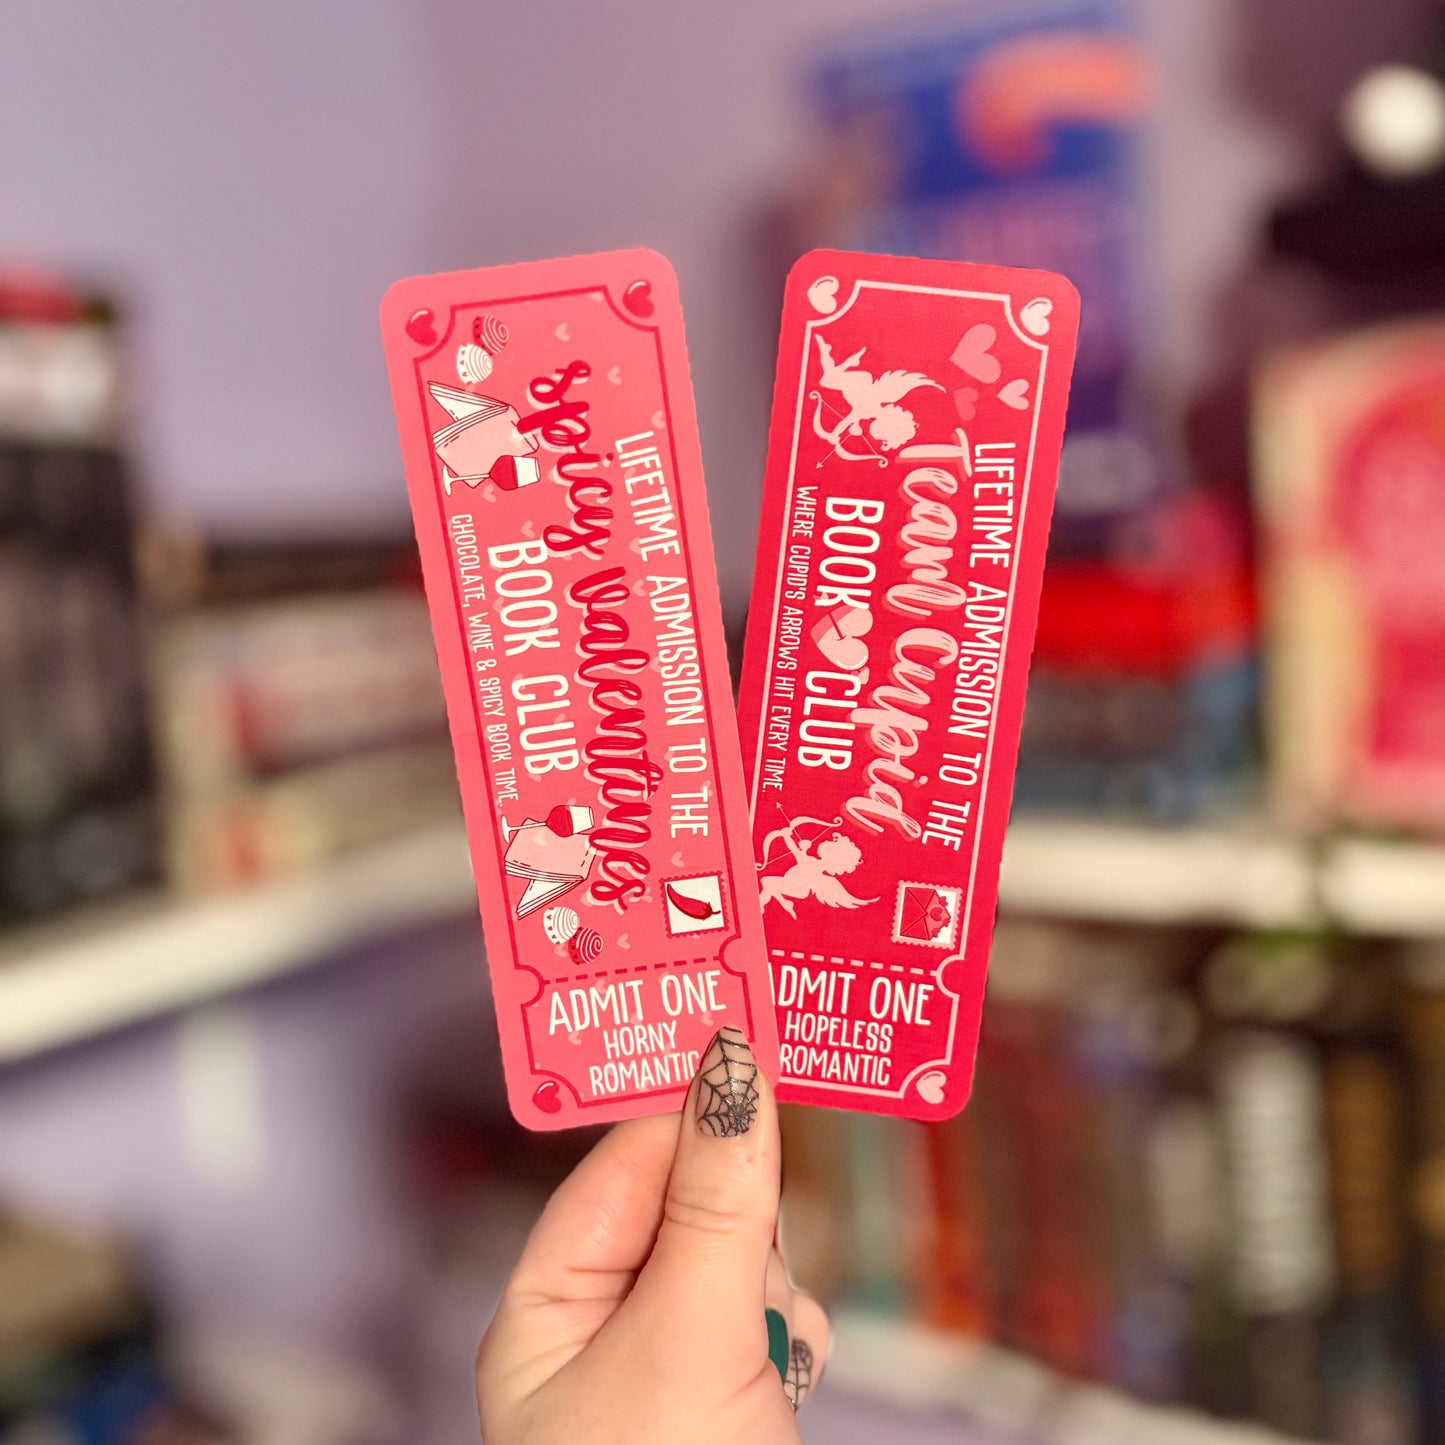 LIFETIME ADMISSION TO THE
spicy valentines
BOOK CLUB
CHOCOLATE, WINE & SPICY BOOK TIME.
ADMIT ONE
HORNY
ROMANTIC
LIFETIME ADMISSION TO THE
Team Cupid
BOOK CLUB
WHERE CUPID'S ARROWS HIT EVERY TIME.
ADMIT ONE
HOPELESS
ROMANTIC